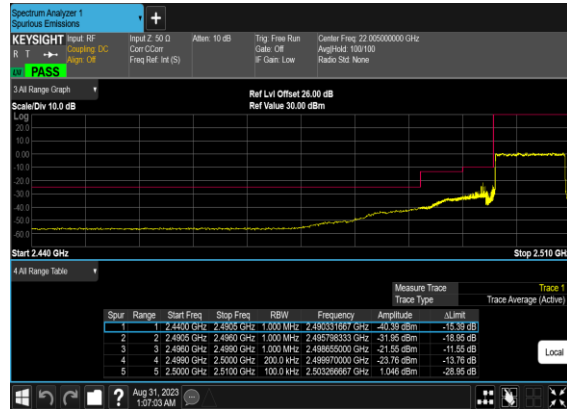 Spectrum Analyzer 1
Spurious Emissions
KEYSIGHT Input: RF Input Z: 50 Ω Atten: 10 dB Trig: Free Run Center Freq: 22.005000000 GHz
R T Coupling: DC Corr CCorr Gate: Off Avg|Hold: 100/100
Align: Off Freq Ref: Int (S) IF Gain: Low Radio Std: None
PASS
3 All Range Graph
Ref Lvl Offset 26.00 dB
Scale/Div 10.0 dB Ref Value 30.00 dBm
Log
20.0
10.0
0.00
-10.0
-20.0
-30.0
-40.0
-50.0
-60.0
Start 2.440 GHz Stop 2.510 GHz
4 All Range Table
Measure Trace Trace 1
Trace Type Trace Average (Active)
Spur Range Start Freq Stop Freq RBW Frequency Amplitude ΔLimit
1 1 2.4400 GHz 2.4905 GHz 1.000 MHz 2.490331667 GHz -40.39 dBm -15.39 dB
2 2 2.4905 GHz 2.4960 GHz 1.000 MHz 2.495798333 GHz -31.95 dBm -18.95 dB
3 3 2.4960 GHz 2.4990 GHz 1.000 MHz 2.498655000 GHz -21.55 dBm -11.55 dB
4 4 2.4990 GHz 2.5000 GHz 200.0 kHz 2.499970000 GHz -23.76 dBm -13.76 dB
5 5 2.5000 GHz 2.5100 GHz 100.0 kHz 2.503266667 GHz 1.046 dBm -28.95 dB
Local
Aug 31, 2023
1:07:03 AM